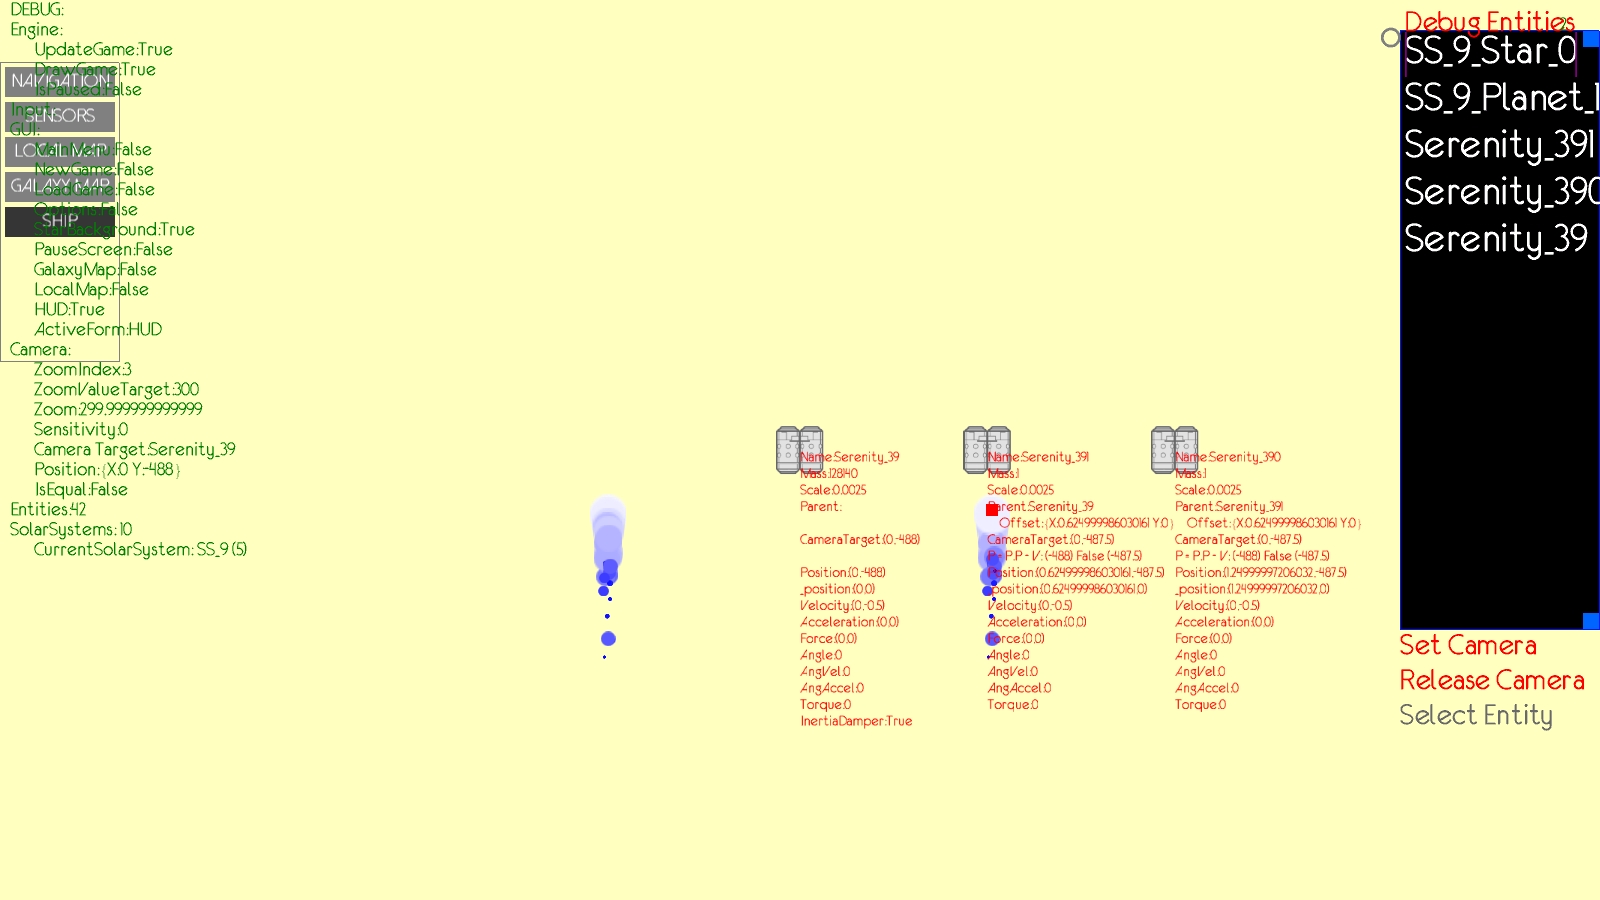 DEBUG:
Engine:
UpdateGame:True
DrawGame:True
IsPaused:False
Input
GUI:
MainMenu:False
NewGame:False
LoadGame:False
Options:False
StarBackground:True
PauseScreen:False
GalaxyMap:False
LocalMap:False
HUD:True
ActiveForm:HUD
Camera:
ZoomIndex:3
ZoomValueTarget:300
Zoom:299.999999999999
Sensitivity:0
Camera Target:Serenity_39
Position:{X:0 Y:-488}
IsEqual:False
Entities:42
SolarSystems: 10
CurrentSolarSystem: SS_9 (5)
NAVIGATION
SENSORS
LOCAL MAP
GALAXY MAP
SHIP
Name:Serenity_39
Mass:128140
Scale:0.0025
Parent:
CameraTarget:(0,-488)
Position:(0,-488)
_position:(0,0)
Velocity:(0,-0.5)
Acceleration:(0,0)
Force:(0,0)
Angle:0
AngVel:0
AngAccel:0
Torque:0
InertiaDamper:True
Name:Serenity_391
Mass:1
Scale:0.0025
Parent:Serenity_39
Offset:{X:0.624999986030161 Y:0}
CameraTarget:(0,-487.5)
P = P.P - V: (-488) False (-487.5)
Position:(0.624999986030161,-487.5)
_position:(0.624999986030161,0)
Velocity:(0,-0.5)
Acceleration:(0,0)
Force:(0,0)
Angle:0
AngVel:0
AngAccel:0
Torque:0
Name:Serenity_390
Mass:1
Scale:0.0025
Parent:Serenity_391
Offset:{X:0.624999986030161 Y:0}
CameraTarget:(0,-487.5)
P = P.P - V: (-488) False (-487.5)
Position:(1.24999997206032,-487.5)
_position:(1.24999997206032,0)
Velocity:(0,-0.5)
Acceleration:(0,0)
Force:(0,0)
Angle:0
AngVel:0
AngAccel:0
Torque:0
Debug Entities
SS_9_Star_0
SS_9_Planet_1
Serenity_391
Serenity_390
Serenity_39
Set Camera
Release Camera
Select Entity